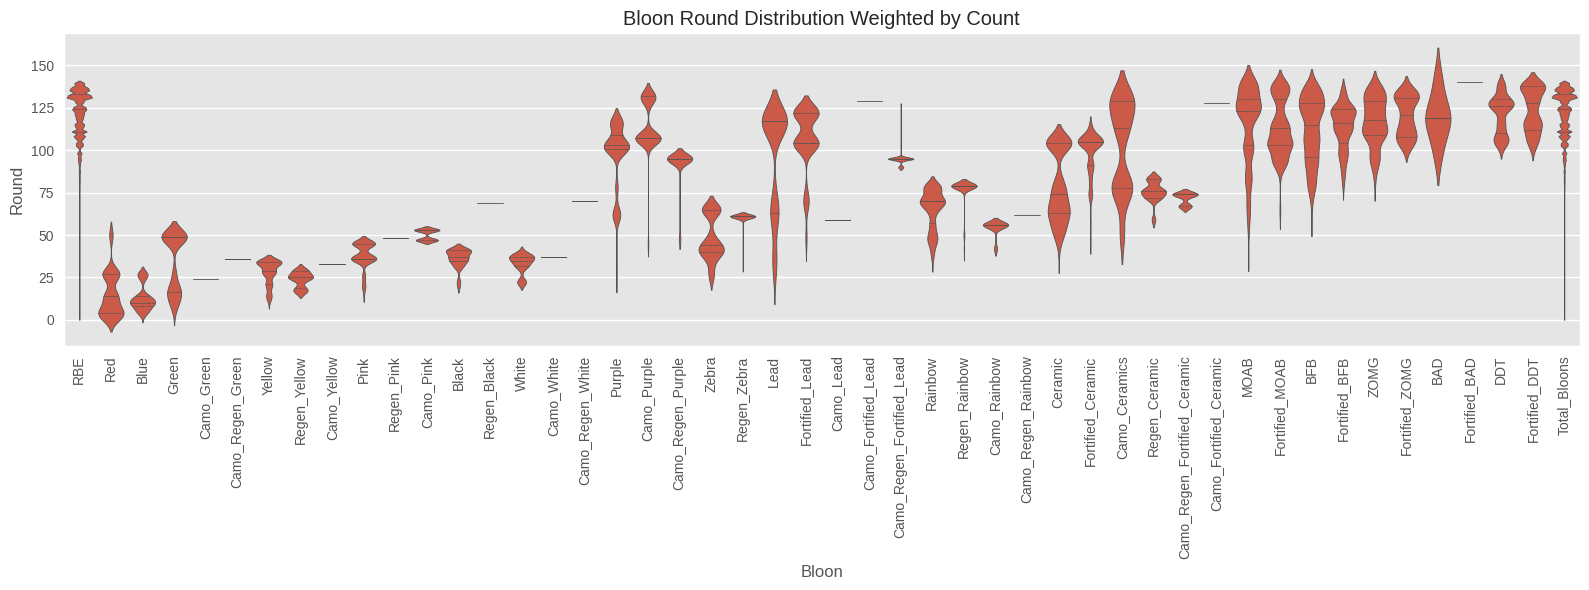 Bloon Round Distribution Weighted by Count
Round
150
125
100
75
50
25
0
RBE
Red
Blue
Green
Camo_Green
Camo_Regen_Green
Yellow
Regen_Yellow
Camo_Yellow
Pink
Regen_Pink
Camo_Pink
Black
Regen_Black
White
Camo_White
Camo_Regen_White
Purple
Camo_Purple
Camo_Regen_Purple
Zebra
Regen_Zebra
Lead
Fortified_Lead
Camo_Lead
Camo_Fortified_Lead
Camo_Regen_Fortified_Lead
Rainbow
Regen_Rainbow
Camo_Rainbow
Camo_Regen_Rainbow
Ceramic
Fortified_Ceramic
Camo_Ceramics
Regen_Ceramic
Camo_Regen_Fortified_Ceramic
Camo_Fortified_Ceramic
MOAB
Fortified_MOAB
BFB
Fortified_BFB
ZOMG
Fortified_ZOMG
BAD
Fortified_BAD
DDT
Fortified_DDT
Total_Bloons
Bloon